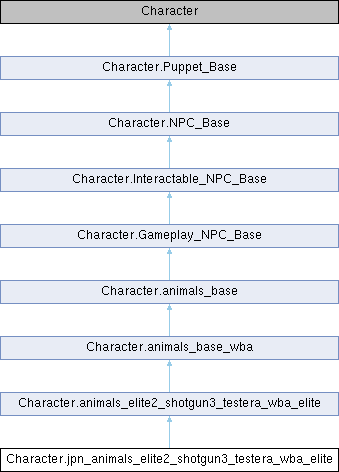 Character
Character.Puppet_Base
Character.NPC_Base
Character.Interactable_NPC_Base
Character.Gameplay_NPC_Base
Character.animals_base
Character.animals_base_wba
Character.animals_elite2_shotgun3_testera_wba_elite
Character.jpn_animals_elite2_shotgun3_testera_wba_elite